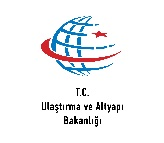 T.C.
Ulaştırma ve Altyapı
Bakanlığı